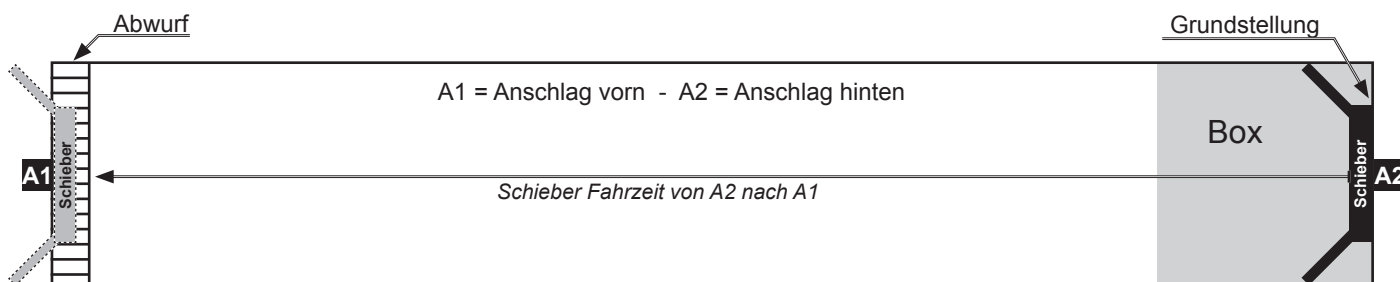 Abwurf
Grundstellung
A1 = Anschlag vorn - A2 = Anschlag hinten
Box
A1
Schieber
Schieber
A2
Schieber Fahrzeit von A2 nach A1